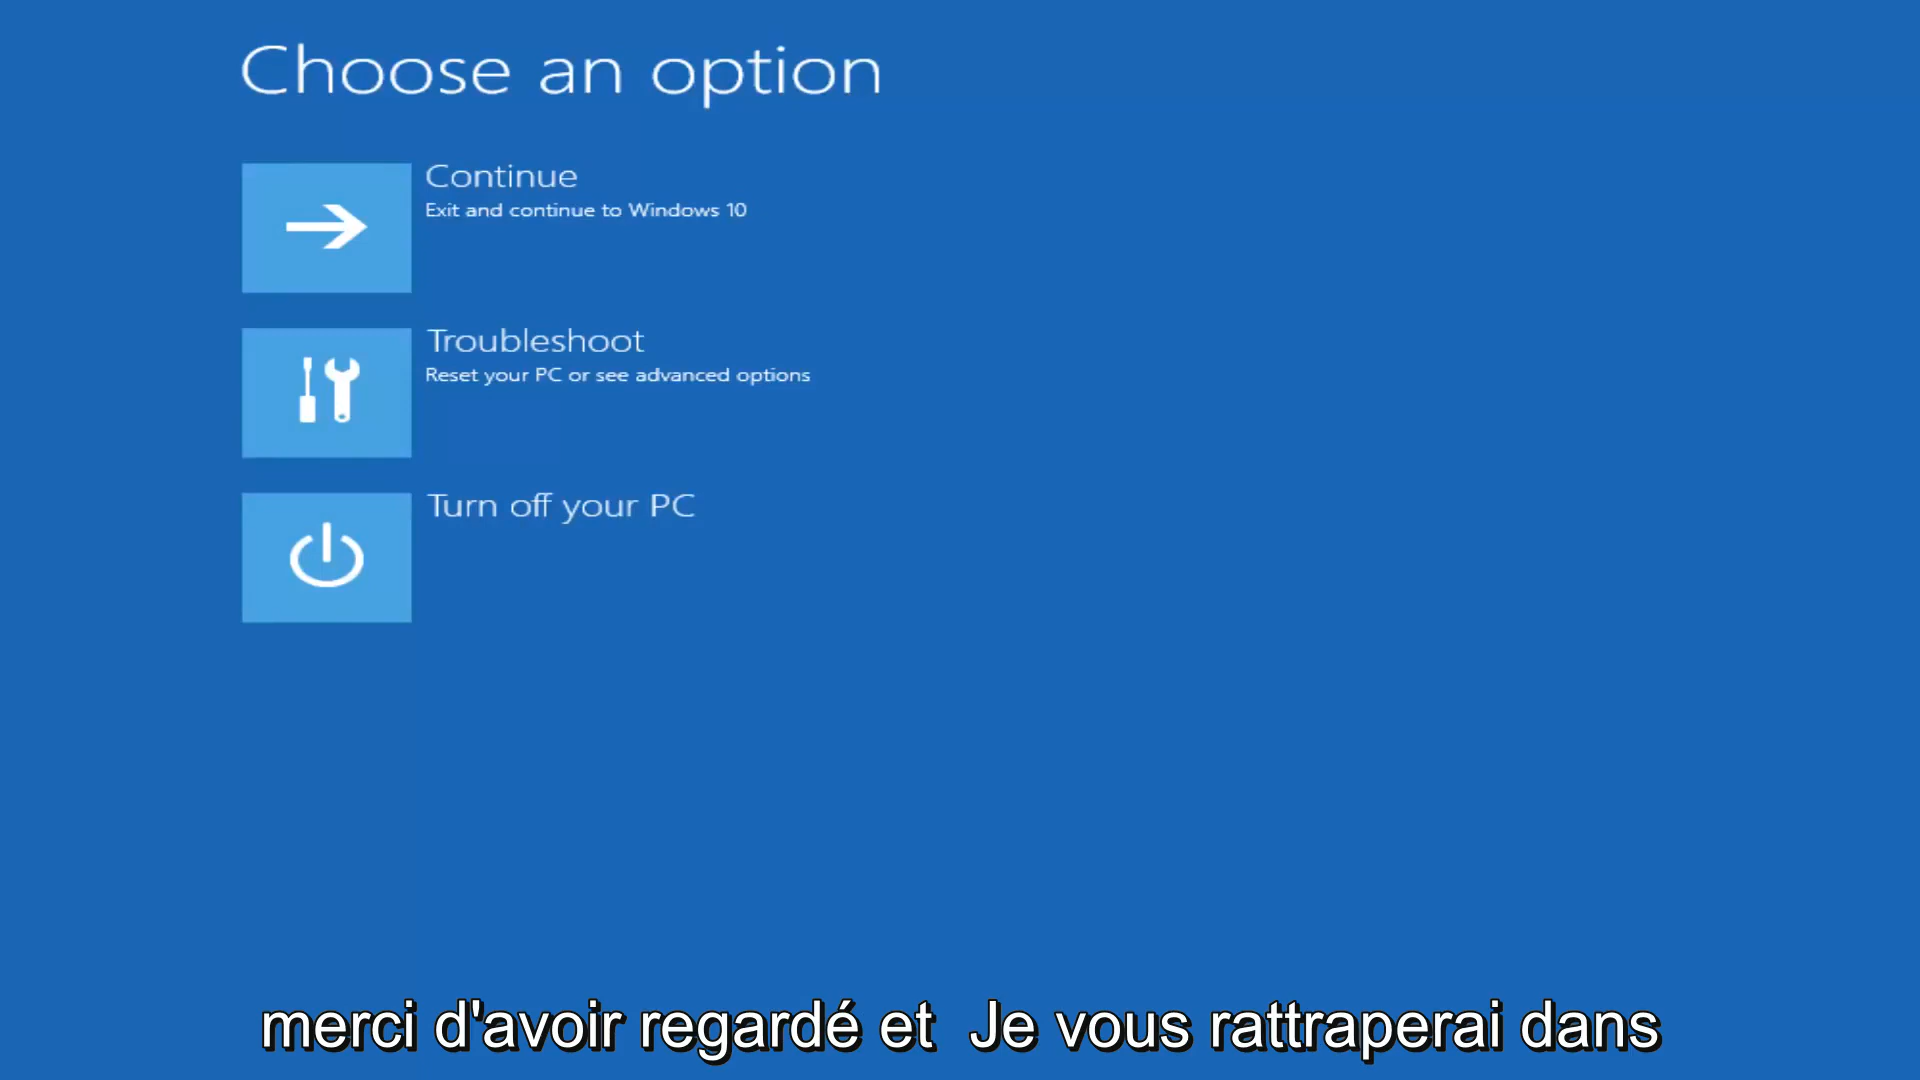 Choose an option
Continue
Exit and continue to Windows 10
Troubleshoot
Reset your PC or see advanced options
Turn off your PC
merci d'avoir regardé et  Je vous rattraperai dans